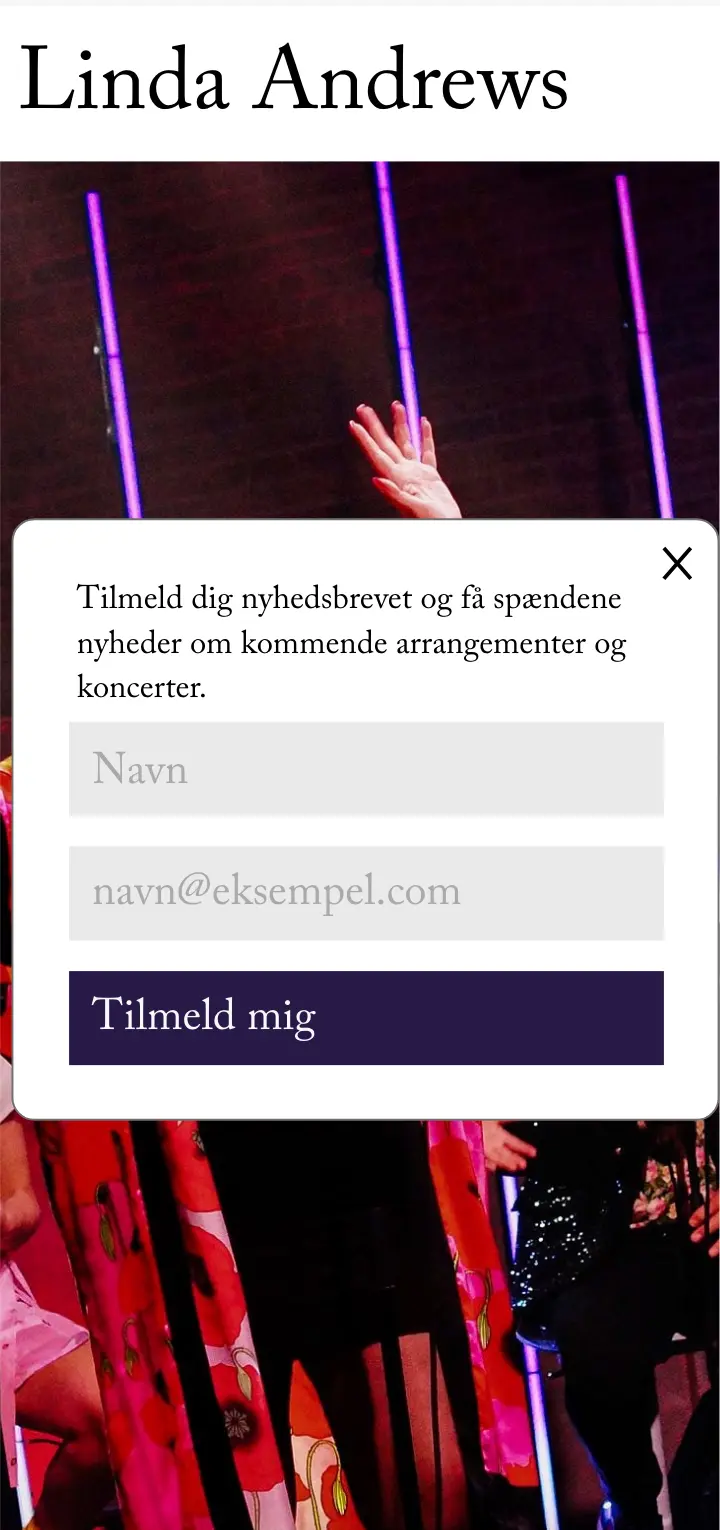 Linda Andrews
Tilmeld dig nyhedsbrevet og få spændene
nyheder om kommende arrangementer og
koncerter.
Navn
navn@eksempel.com
Tilmeld mig